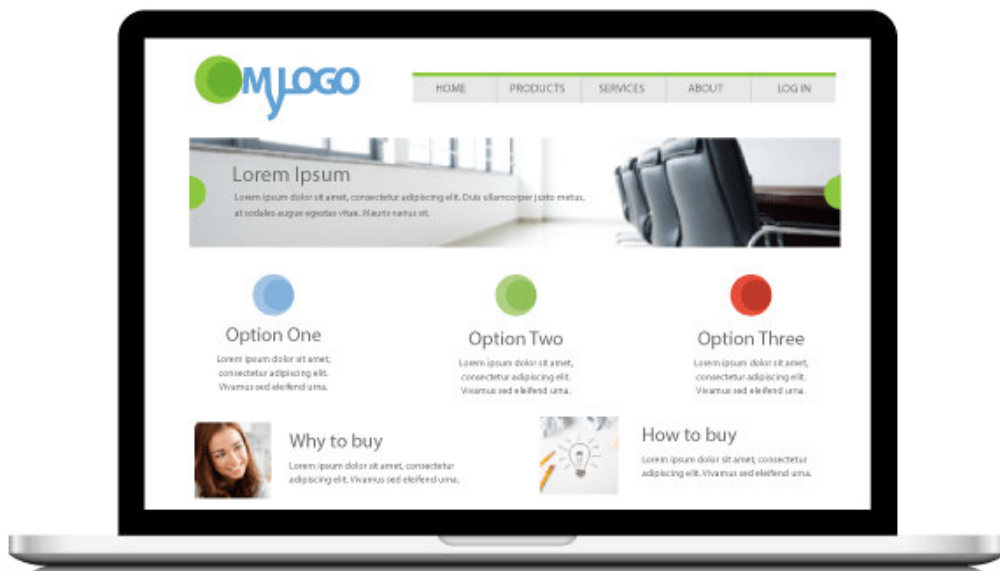 MyLOGO
HOME PRODUCTS SERVICES ABOUT LOG IN
Lorem Ipsum
Lorem ipsum dolor sit amet, consectetur adipiscing elit. Duis ullamcorper justo metus,
at sodales augue egestas vitae. Mauris varius sit.
Option One
Lorem ipsum dolor sit amet,
consectetur adipiscing elit.
Vivamus sed eleifend urna.
Option Two
Lorem ipsum dolor sit amet,
consectetur adipiscing elit.
Vivamus sed eleifend urna.
Option Three
Lorem ipsum dolor sit amet,
consectetur adipiscing elit.
Vivamus sed eleifend urna.
Why to buy
Lorem ipsum dolor sit amet, consectetur
adipiscing elit. Vivamus sed eleifend urna.
How to buy
Lorem ipsum dolor sit amet, consectetur
adipiscing elit. Vivamus sed eleifend urna.